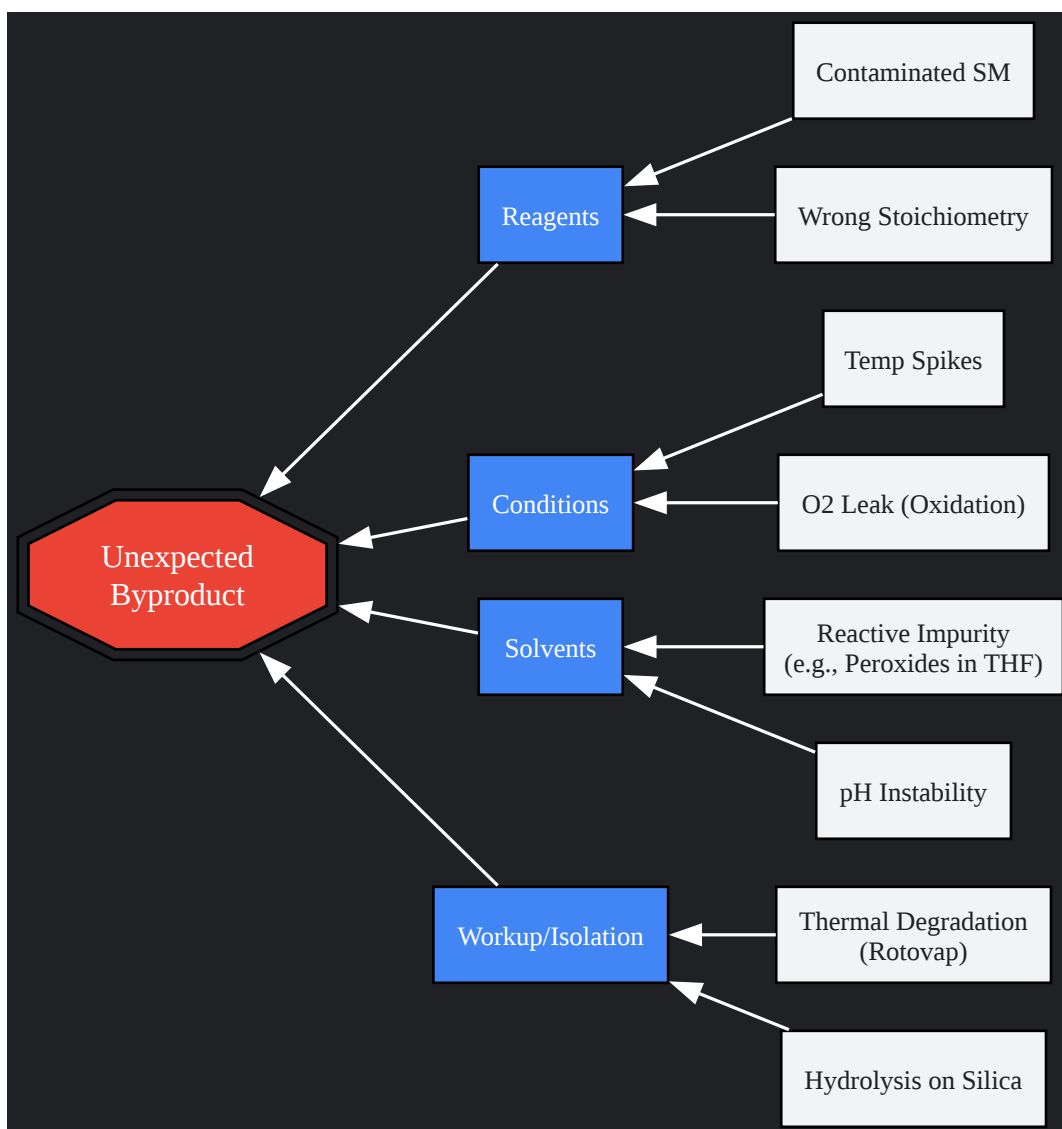 Contaminated SM
Reagents
Wrong Stoichiometry
Temp Spikes
Conditions
O2 Leak (Oxidation)
Unexpected
Byproduct
Solvents
Reactive Impurity
(e.g., Peroxides in THF)
pH Instability
Workup/Isolation
Thermal Degradation
(Rotovap)
Hydrolysis on Silica